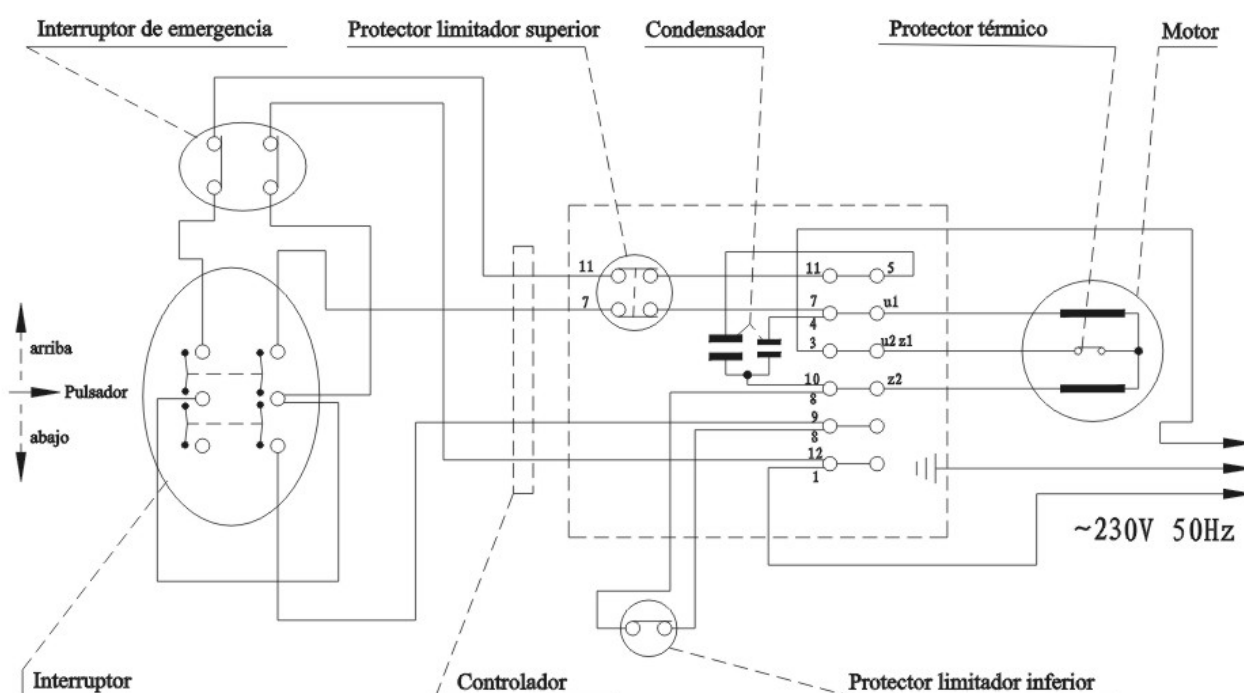 Interruptor de emergencia
Protector limitador superior
Condensador
Protector térmico
Motor
11
11
5
7
7
u1
4
3
u2 z1
arriba
Pulsador
10
z2
8
abajo
9
8
12
1
~230V 50Hz
Interruptor
Controlador
Protector limitador inferior